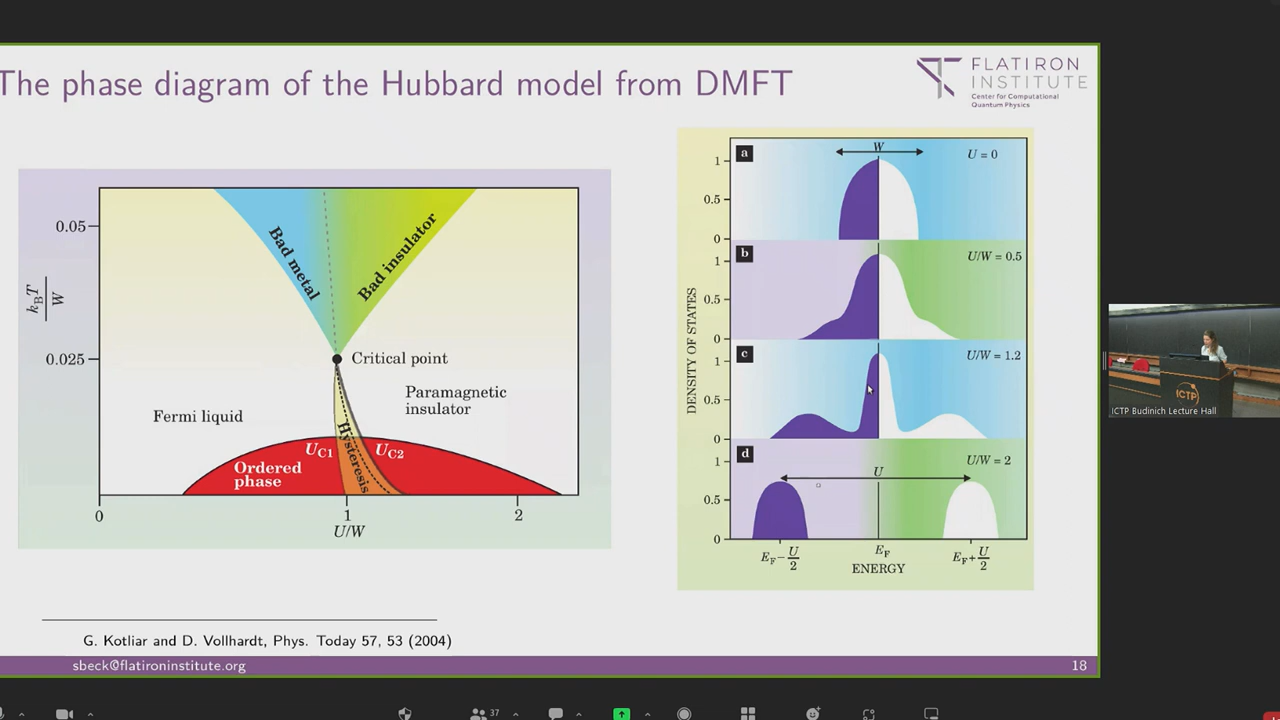 The phase diagram of the Hubbard model from DMFT
FLATIRON
INSTITUTE
Center for Computational
Quantum Physics
0.05
0.025
k_B T
W
Bad metal
Bad insulator
Critical point
Fermi liquid
Paramagnetic
insulator
Hysteresis
U_C1
U_C2
Ordered
phase
0
1
2
U/W
DENSITY OF STATES
a
W
U = 0
1
0.5
0
b
U/W = 0.5
1
0.5
0
c
U/W = 1.2
1
0.5
0
d
U/W = 2
U
1
0.5
0
E_F − U/2
E_F
E_F + U/2
ENERGY
G. Kotliar and D. Vollhardt, Phys. Today 57, 53 (2004)
sbeck@flatironinstitute.org
18
ICTP
ICTP Budinich Lecture Hall
37